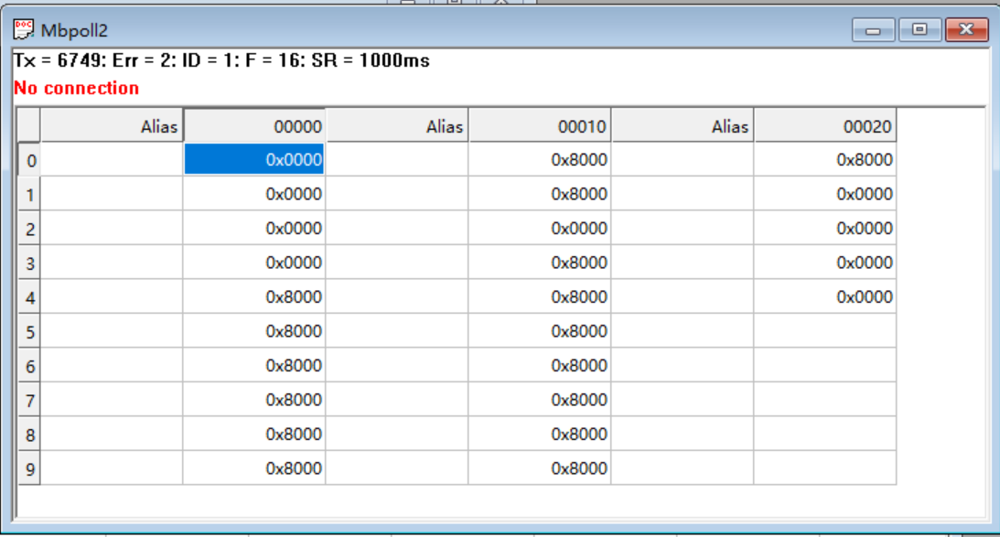 Mbpoll2
Tx = 6749: Err = 2: ID = 1: F = 16: SR = 1000ms
No connection
Alias 00000 Alias 00010 Alias 00020
0 0x0000 0x8000 0x8000
1 0x0000 0x8000 0x0000
2 0x0000 0x0000 0x0000
3 0x0000 0x8000 0x0000
4 0x8000 0x8000 0x0000
5 0x8000 0x8000
6 0x8000 0x8000
7 0x8000 0x8000
8 0x8000 0x8000
9 0x8000 0x8000